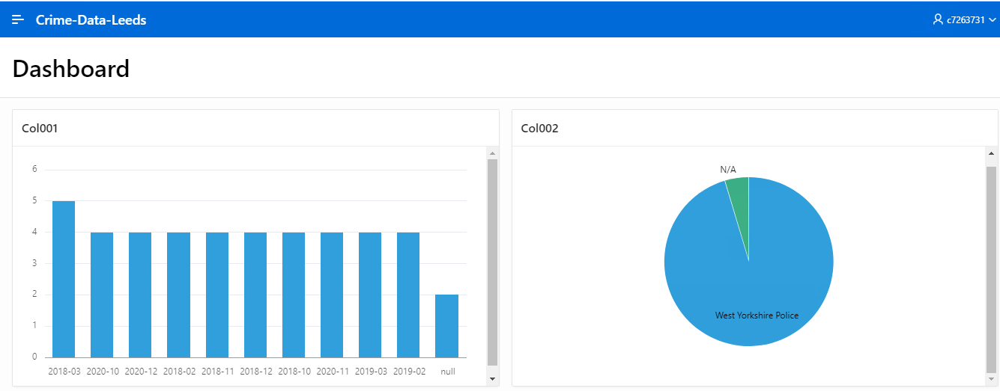 Crime-Data-Leeds
c7263731
Dashboard
Col001
6
5
4
3
2
1
0
2018-03 2020-10 2020-12 2018-02 2018-11 2018-12 2018-10 2020-11 2019-03 2019-02 null
Col002
N/A
West Yorkshire Police